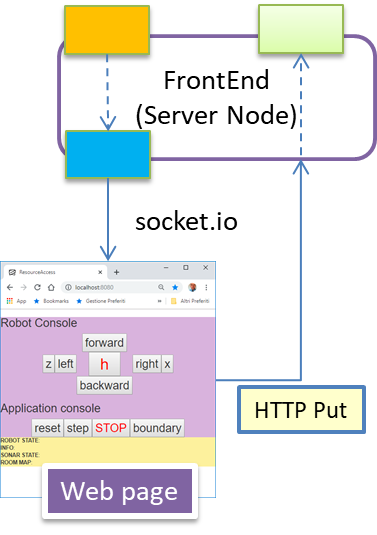 FrontEnd
(Server Node)
socket.io
ResourceAccess
localhost:8080
App Bookmarks Gestione Preferiti » Altri Preferiti
Robot Console
forward
z left h right x
backward
Application console
reset step STOP boundary
ROBOT STATE:
INFO
SONAR STATE:
ROOM MAP:
HTTP Put
Web page